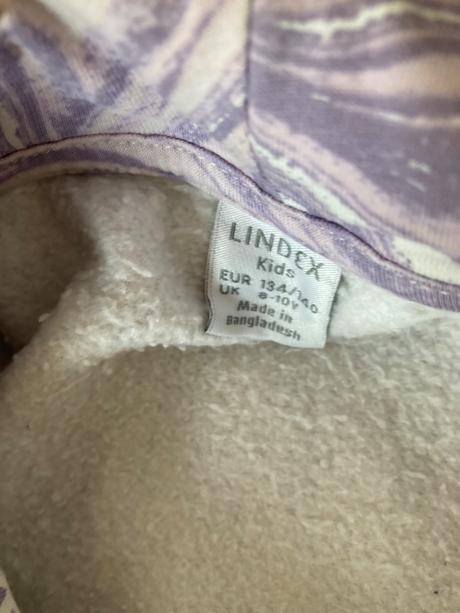 LINDEX
Kids
EUR 134/140
UK 8-10Y
Made in
Bangladesh